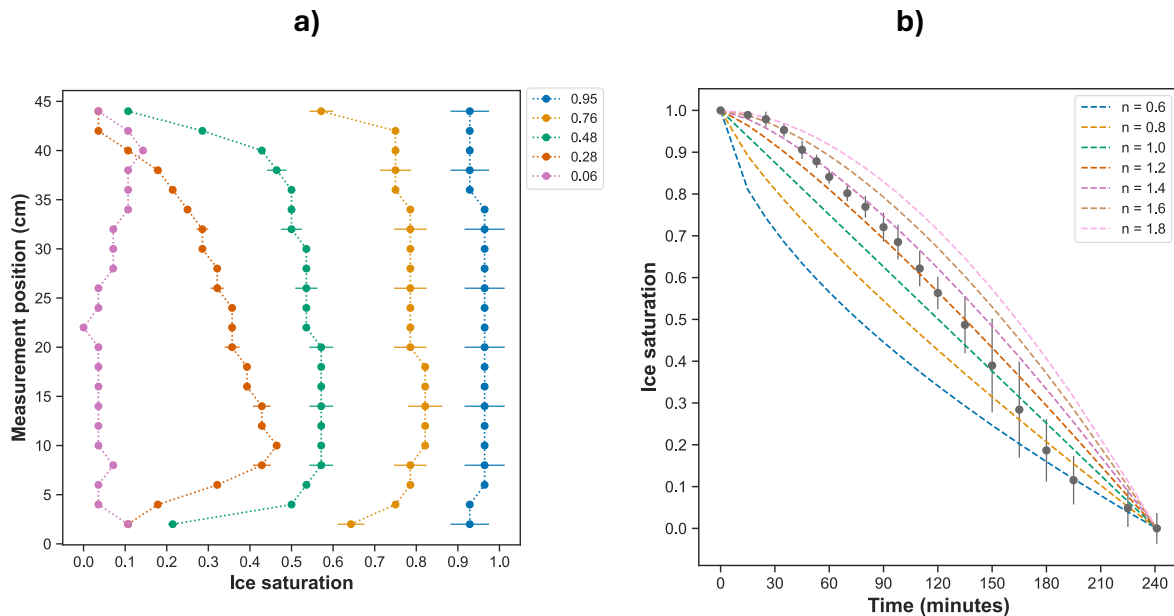 a)
45
40
35
30
25
20
15
10
5
0
Measurement position (cm)
0.0 0.1 0.2 0.3 0.4 0.5 0.6 0.7 0.8 0.9 1.0
Ice saturation
0.95
0.76
0.48
0.28
0.06
b)
1.0
0.9
0.8
0.7
0.6
0.5
0.4
0.3
0.2
0.1
0.0
Ice saturation
0 30 60 90 120 150 180 210 240
Time (minutes)
n = 0.6
n = 0.8
n = 1.0
n = 1.2
n = 1.4
n = 1.6
n = 1.8